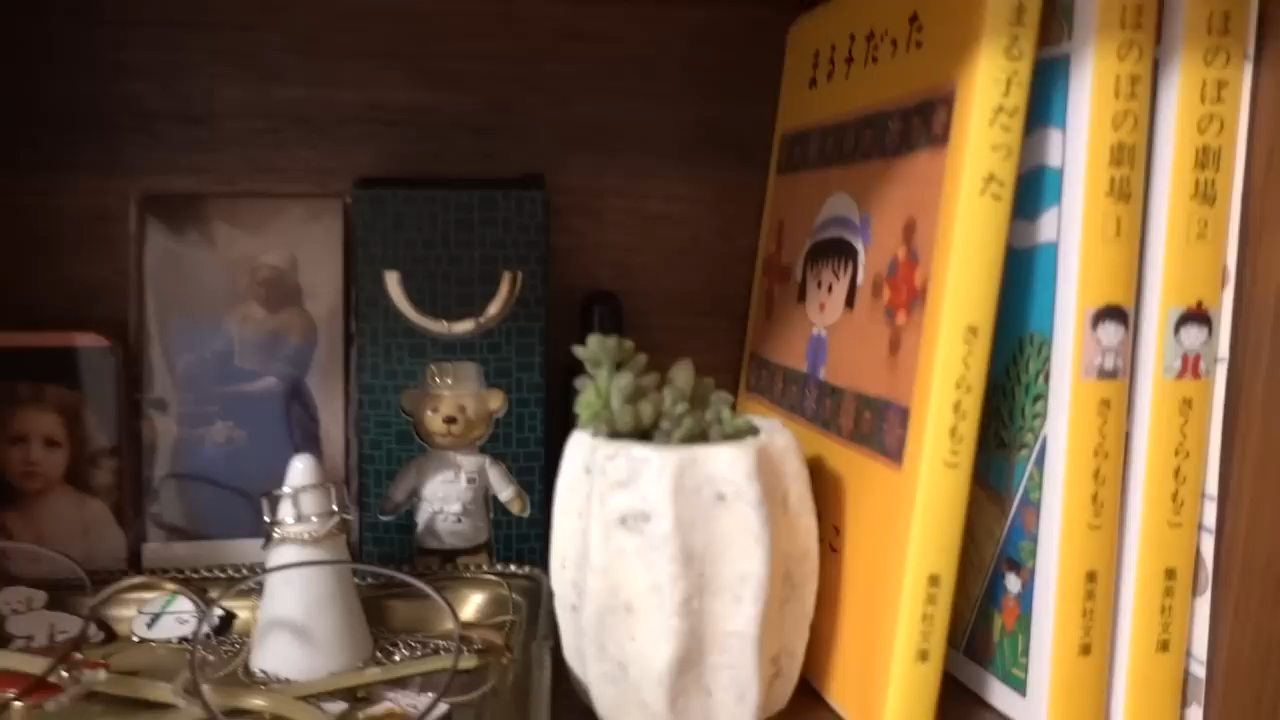 まる子だった
まる子だった
さくらももこ
集英社文庫
こ
ほのぼの劇場 1
さくらももこ
集英社文庫
ほのぼの劇場 2
さくらももこ
集英社文庫